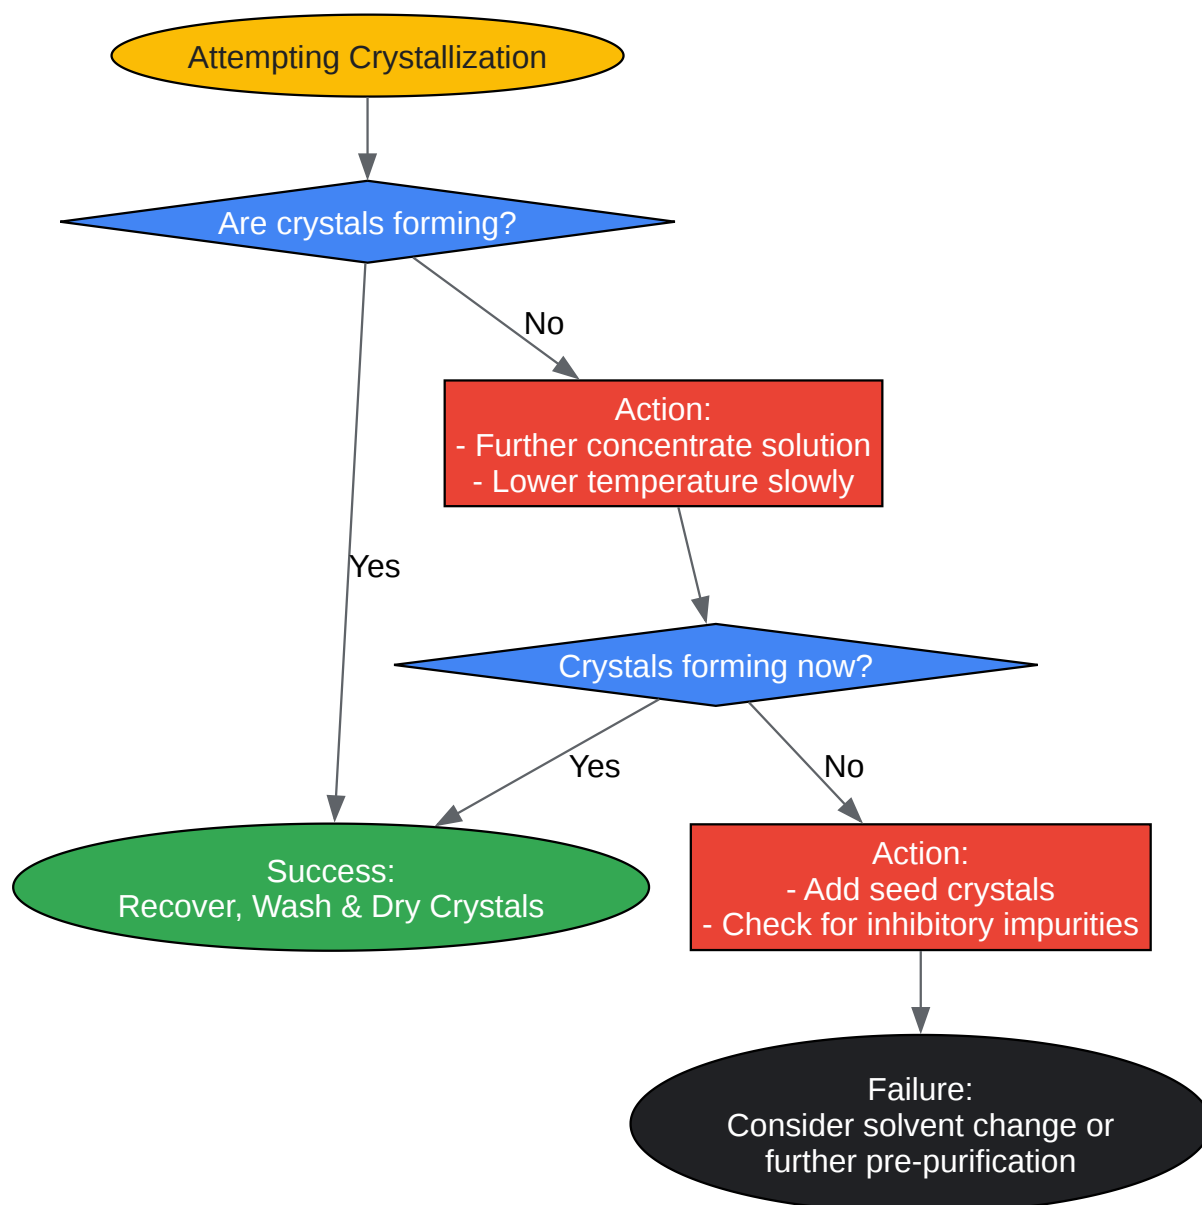 Attempting Crystallization
Are crystals forming?
No
Action:
- Further concentrate solution
- Lower temperature slowly
Yes
Crystals forming now?
Yes
No
Success:
Recover, Wash & Dry Crystals
Action:
- Add seed crystals
- Check for inhibitory impurities
Failure:
Consider solvent change or
further pre-purification